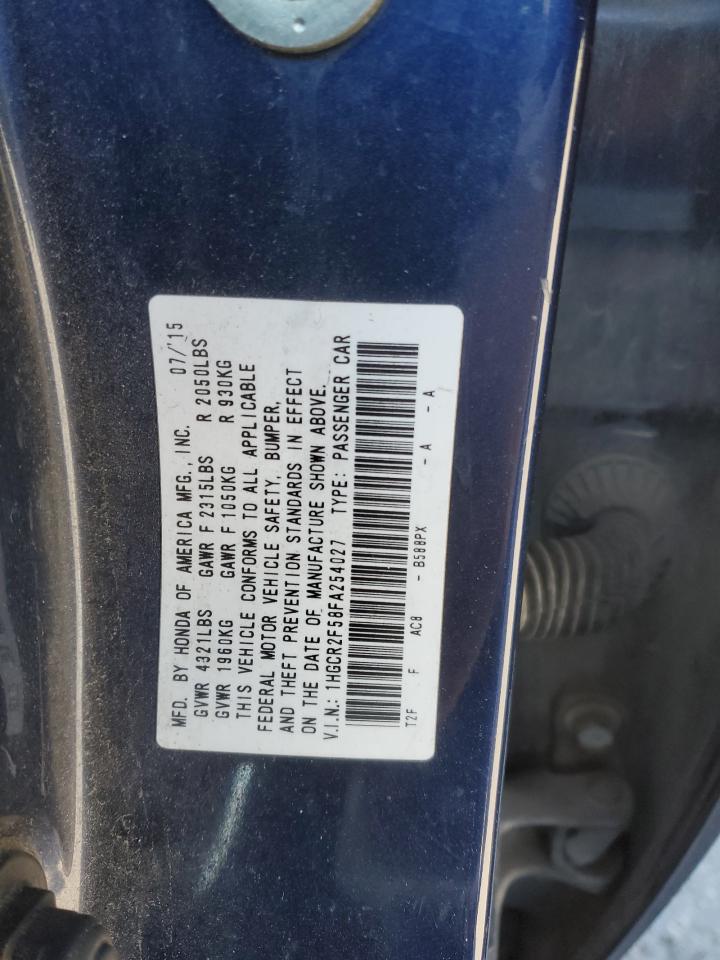 MFD. BY HONDA OF AMERICA MFG., INC. 07/'15
GVWR 4321LBS GAWR F 2315LBS R 2050LBS
GVWR 1960KG GAWR F 1050KG R 930KG
THIS VEHICLE CONFORMS TO ALL APPLICABLE
FEDERAL MOTOR VEHICLE SAFETY, BUMPER,
AND THEFT PREVENTION STANDARDS IN EFFECT
ON THE DATE OF MANUFACTURE SHOWN ABOVE.
V.I.N.: 1HGCR2F58FA254027 TYPE: PASSENGER CAR
T2F F AC8 - B588PX - A - A